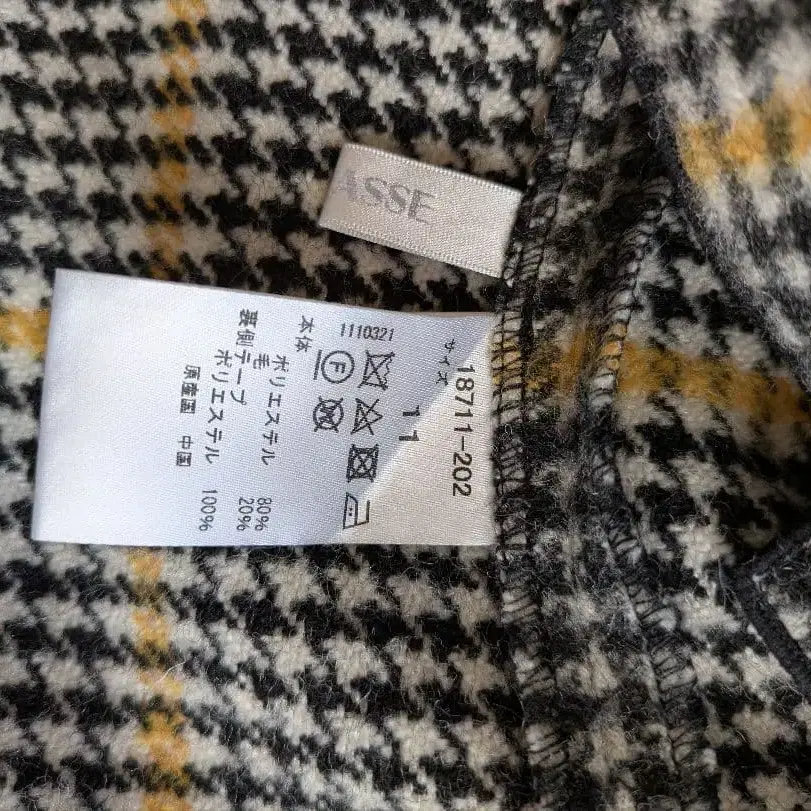 ASSE
18711-202
サイズ
11
1110321
本体
ポリエステル 80%
毛 20%
裏側テープ
ポリエステル 100%
原産国 中国
F